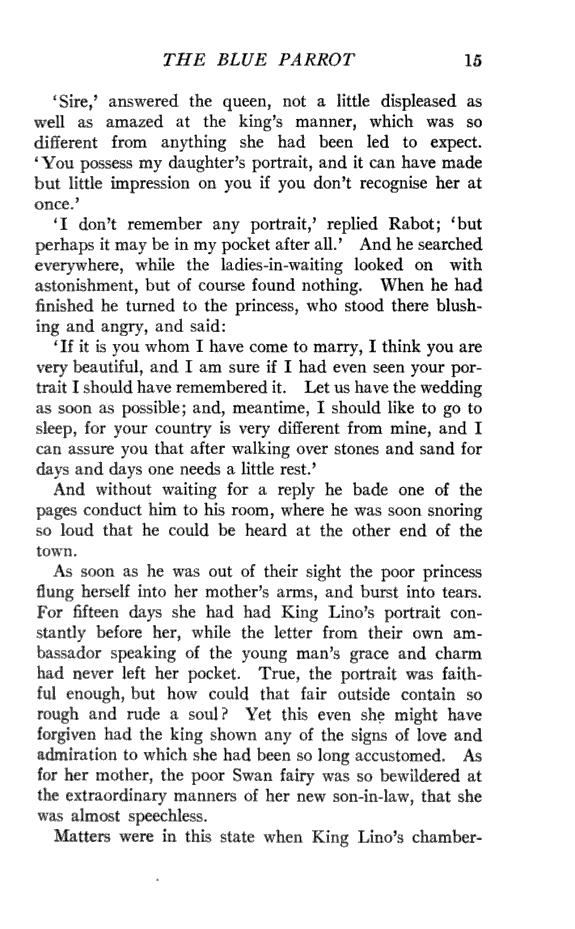 THE BLUE PARROT 15
‘Sire,’ answered the queen, not a little displeased as
well as amazed at the king’s manner, which was so
different from anything she had been led to expect.
‘You possess my daughter’s portrait, and it can have made
but little impression on you if you don’t recognise her at
once.’
‘I don’t remember any portrait,’ replied Rabot; ‘but
perhaps it may be in my pocket after all.’ And he searched
everywhere, while the ladies-in-waiting looked on with
astonishment, but of course found nothing. When he had
finished he turned to the princess, who stood there blush-
ing and angry, and said:
‘If it is you whom I have come to marry, I think you are
very beautiful, and I am sure if I had even seen your por-
trait I should have remembered it. Let us have the wedding
as soon as possible; and, meantime, I should like to go to
sleep, for your country is very different from mine, and I
can assure you that after walking over stones and sand for
days and days one needs a little rest.’
And without waiting for a reply he bade one of the
pages conduct him to his room, where he was soon snoring
so loud that he could be heard at the other end of the
town.
As soon as he was out of their sight the poor princess
flung herself into her mother’s arms, and burst into tears.
For fifteen days she had had King Lino’s portrait con-
stantly before her, while the letter from their own am-
bassador speaking of the young man’s grace and charm
had never left her pocket. True, the portrait was faith-
ful enough, but how could that fair outside contain so
rough and rude a soul? Yet this even she might have
forgiven had the king shown any of the signs of love and
admiration to which she had been so long accustomed. As
for her mother, the poor Swan fairy was so bewildered at
the extraordinary manners of her new son-in-law, that she
was almost speechless.
Matters were in this state when King Lino’s chamber-